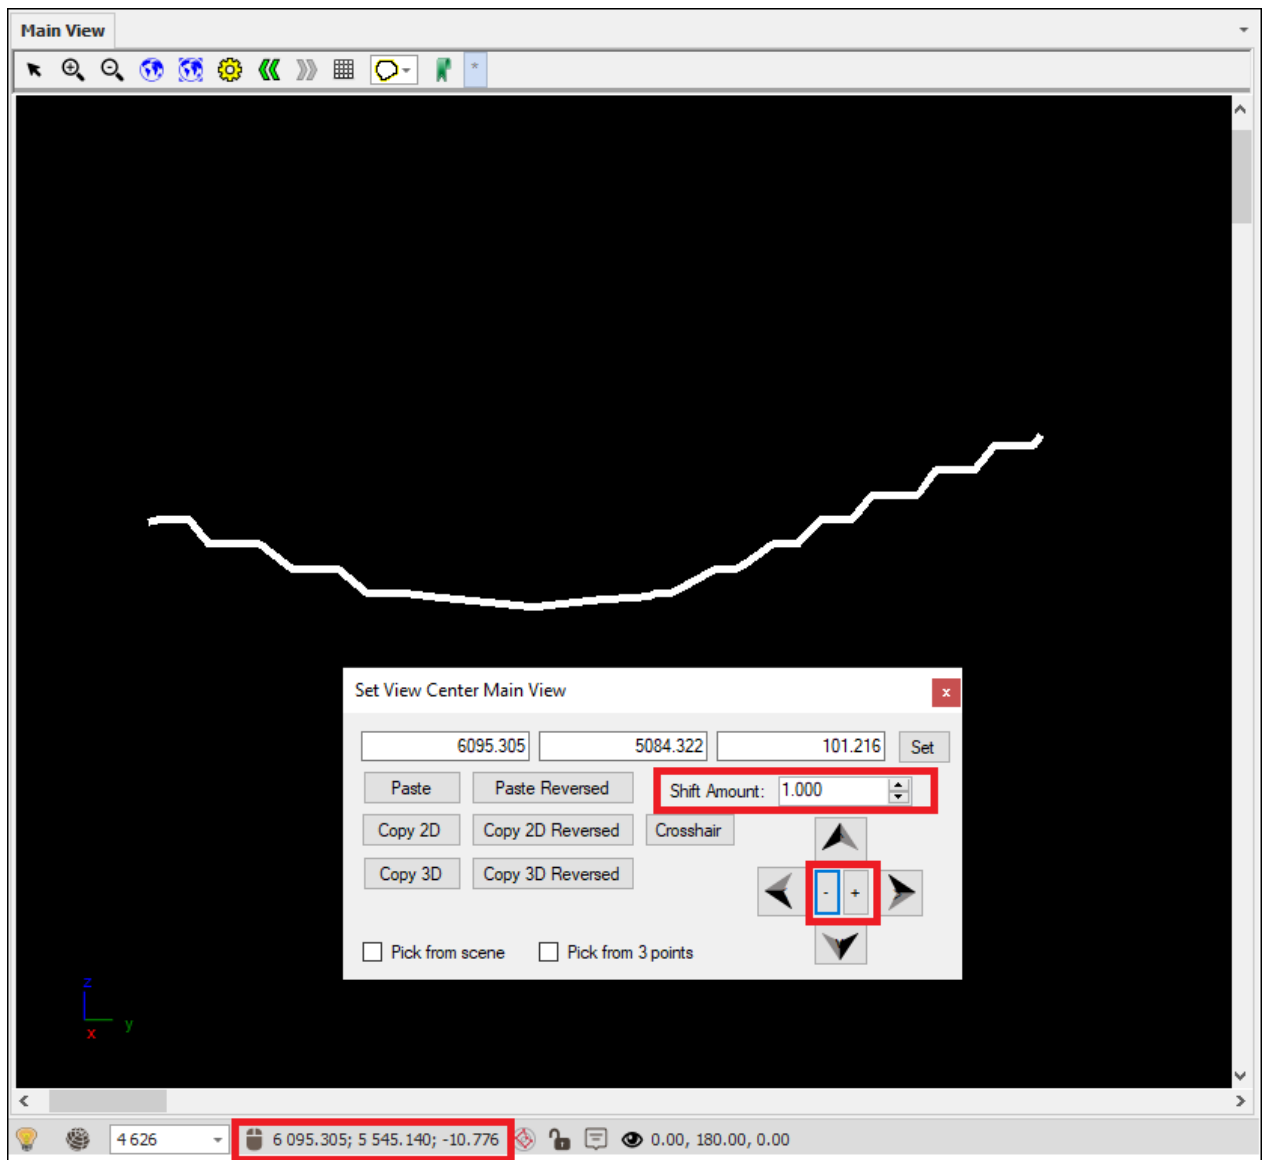 Main View
*
Set View Center Main View
x
6095.305 5084.322 101.216 Set
Paste Paste Reversed Shift Amount: 1.000
Copy 2D Copy 2D Reversed Crosshair
Copy 3D Copy 3D Reversed - +
Pick from scene Pick from 3 points
z
y
x
4 626 6 095.305; 5 545.140; -10.776 0.00, 180.00, 0.00